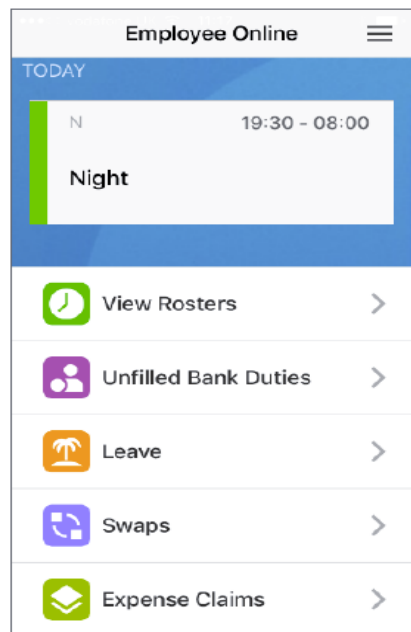 Employee Online
TODAY
N 19:30 - 08:00
Night
View Rosters
Unfilled Bank Duties
Leave
Swaps
Expense Claims